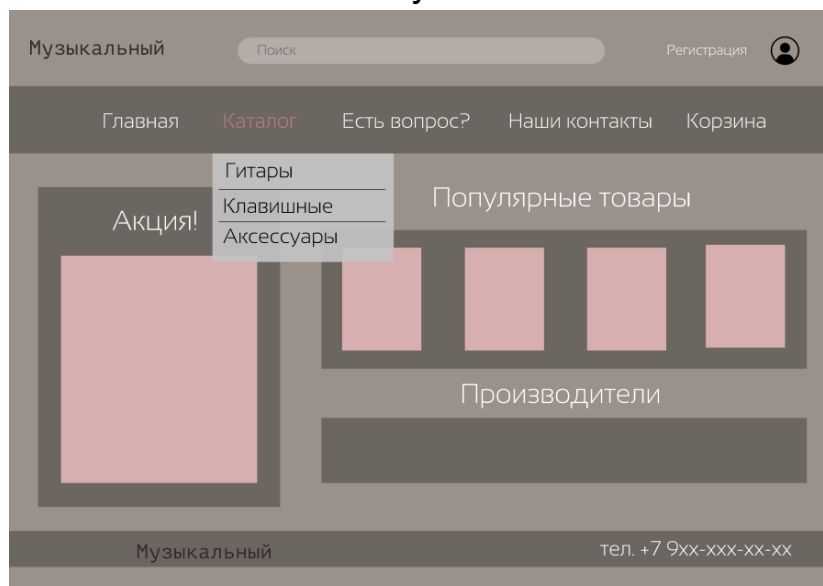 Музыкальный
Поиск
Регистрация
Главная Каталог Есть вопрос? Наши контакты Корзина
Гитары
Клавишные
Аксессуары
Акция!
Популярные товары
Производители
Музыкальный
тел. +7 9хх-ххх-хх-хх